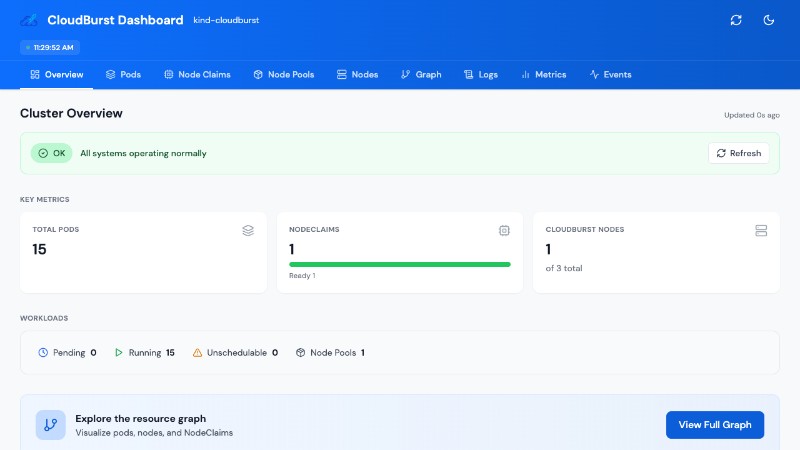 CloudBurst Dashboard kind-cloudburst
11:29:52 AM
Overview Pods Node Claims Node Pools Nodes Graph Logs Metrics Events
Cluster Overview Updated 0s ago
OK All systems operating normally Refresh
KEY METRICS
TOTAL PODS NODECLAIMS CLOUDBURST NODES
15 1 1
Ready 1 of 3 total
WORKLOADS
Pending 0 Running 15 Unschedulable 0 Node Pools 1
Explore the resource graph
Visualize pods, nodes, and NodeClaims
View Full Graph